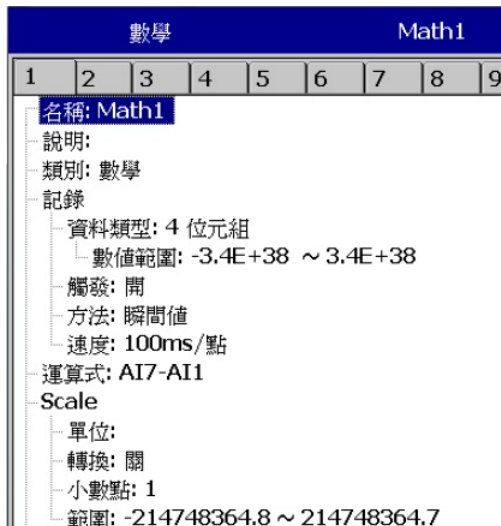 數學 Math1
1 2 3 4 5 6 7 8 9
名稱: Math1
說明:
類別: 數學
記錄
資料類型: 4 位元組
數值範圍: -3.4E+38 ~ 3.4E+38
觸發: 開
方法: 瞬間值
速度: 100ms/點
運算式: AI7-AI1
Scale
單位:
轉換: 關
小數點: 1
範圍: -214748364.8 ~ 214748364.7